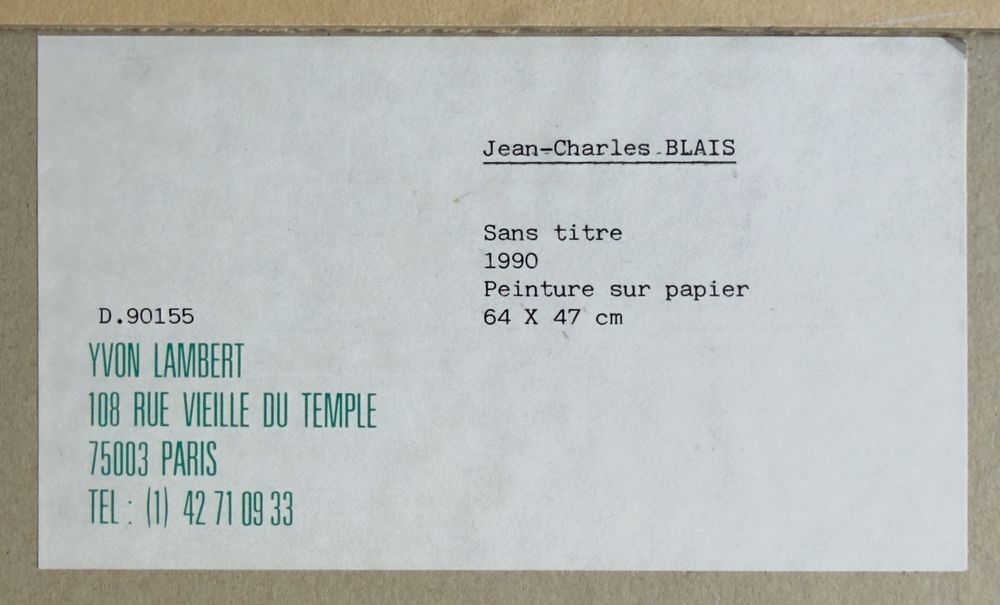 Jean-Charles BLAIS
Sans titre
1990
Peinture sur papier
64 X 47 cm
D.90155
YVON LAMBERT
108 RUE VIEILLE DU TEMPLE
75003 PARIS
TEL : (1) 42 71 09 33